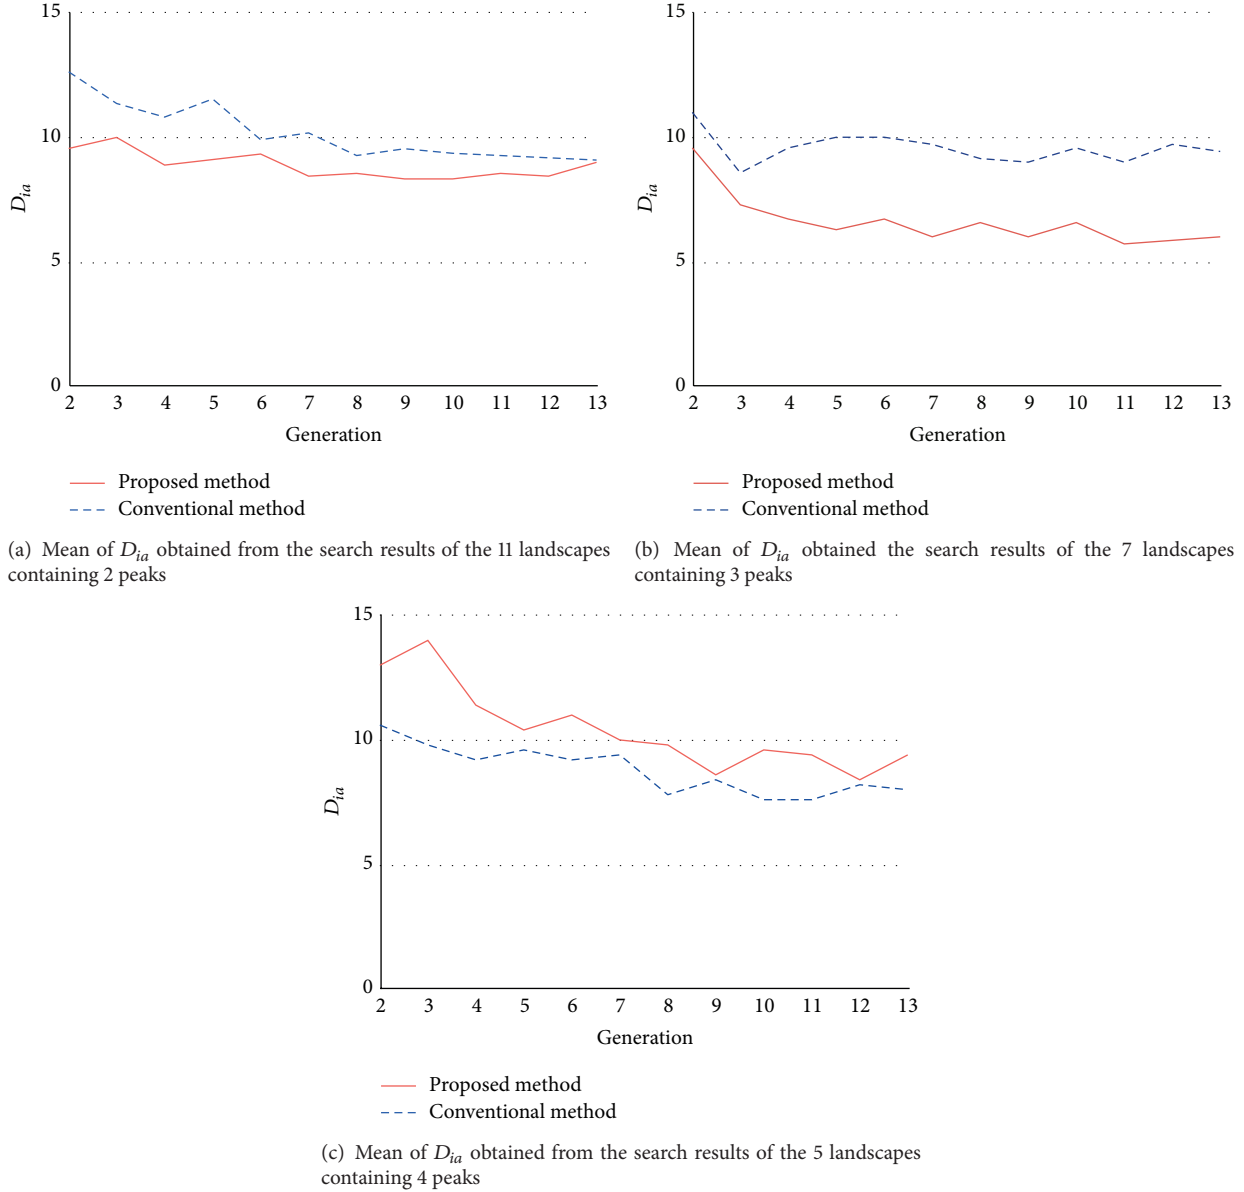 15
10
5
0
D_ia
2 3 4 5 6 7 8 9 10 11 12 13
Generation
Proposed method
Conventional method
(a) Mean of D_ia obtained from the search results of the 11 landscapes
containing 2 peaks
15
10
5
0
D_ia
2 3 4 5 6 7 8 9 10 11 12 13
Generation
Proposed method
Conventional method
(b) Mean of D_ia obtained the search results of the 7 landscapes
containing 3 peaks
15
10
5
0
D_ia
2 3 4 5 6 7 8 9 10 11 12 13
Generation
Proposed method
Conventional method
(c) Mean of D_ia obtained from the search results of the 5 landscapes
containing 4 peaks